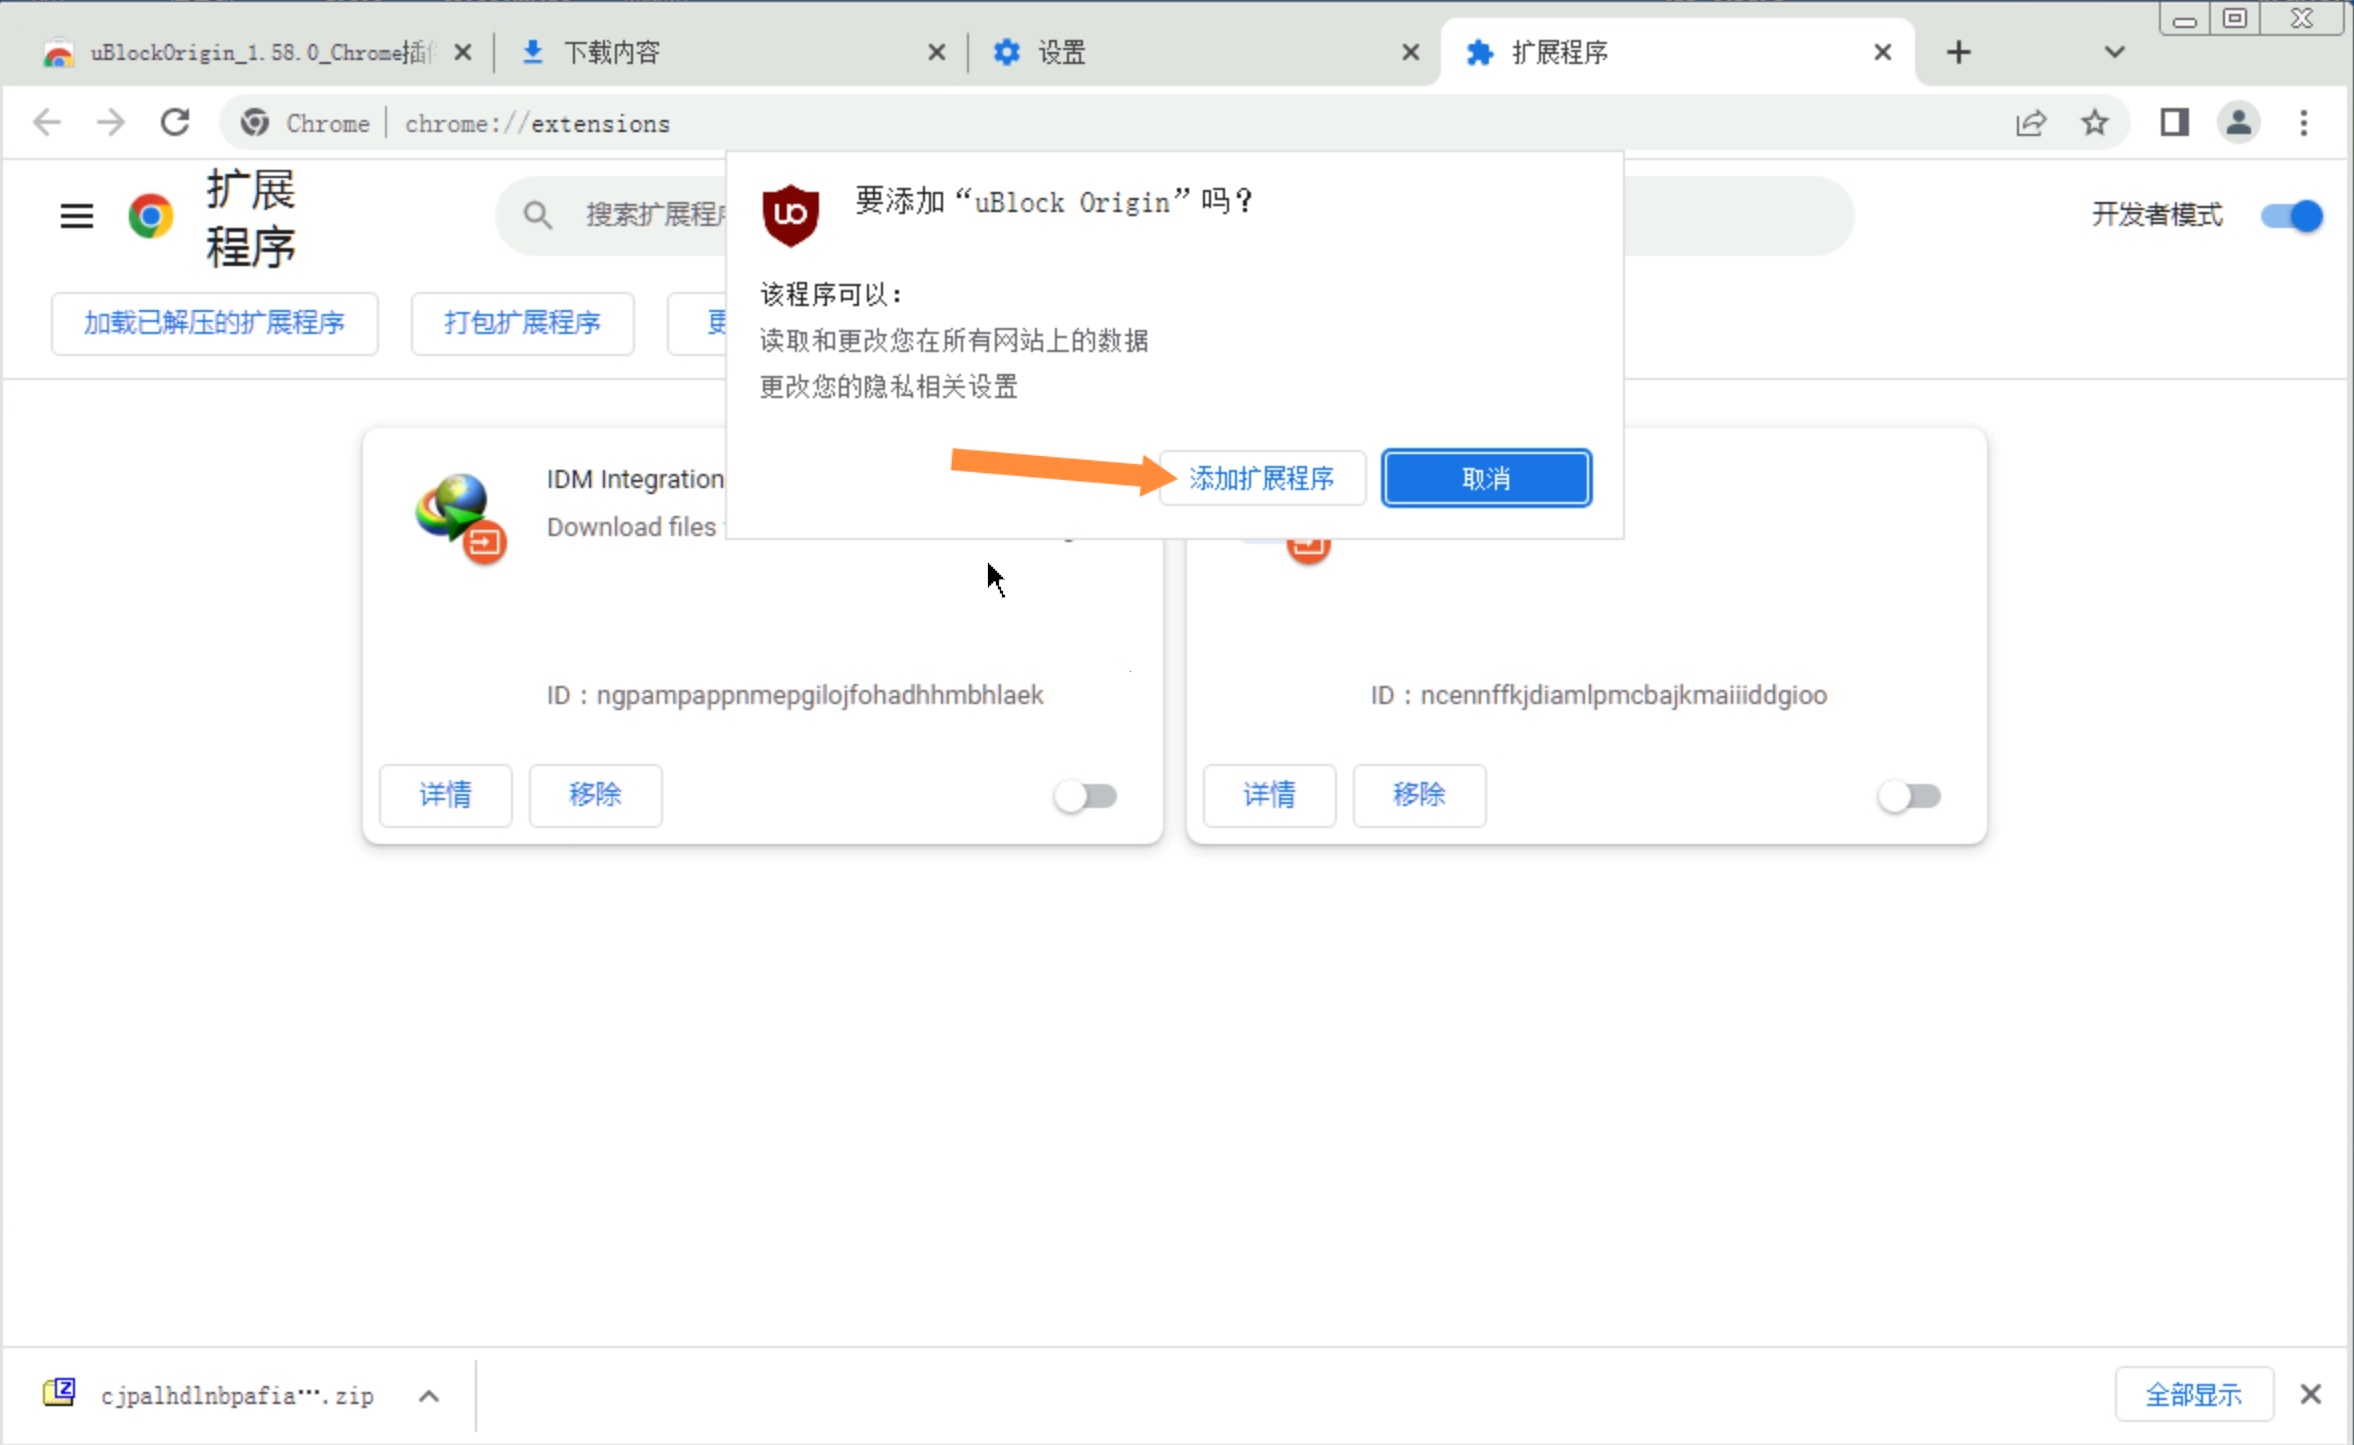 uBlockOrigin_1.58.0_Chrome插件
下载内容
设置
扩展程序
Chrome
chrome://extensions
扩展
程序
搜索扩展程序
开发者模式
加载已解压的扩展程序
打包扩展程序
更
要添加“uBlock Origin”吗？
该程序可以：
读取和更改您在所有网站上的数据
更改您的隐私相关设置
添加扩展程序
取消
IDM Integration
Download files
ID：ngpampappnmepgilojfohadhhmbhlaek
ID：ncennffkjdiamlpmcbajkmaiiiddgioo
详情
移除
详情
移除
cjpalhdlnbpafia….zip
全部显示